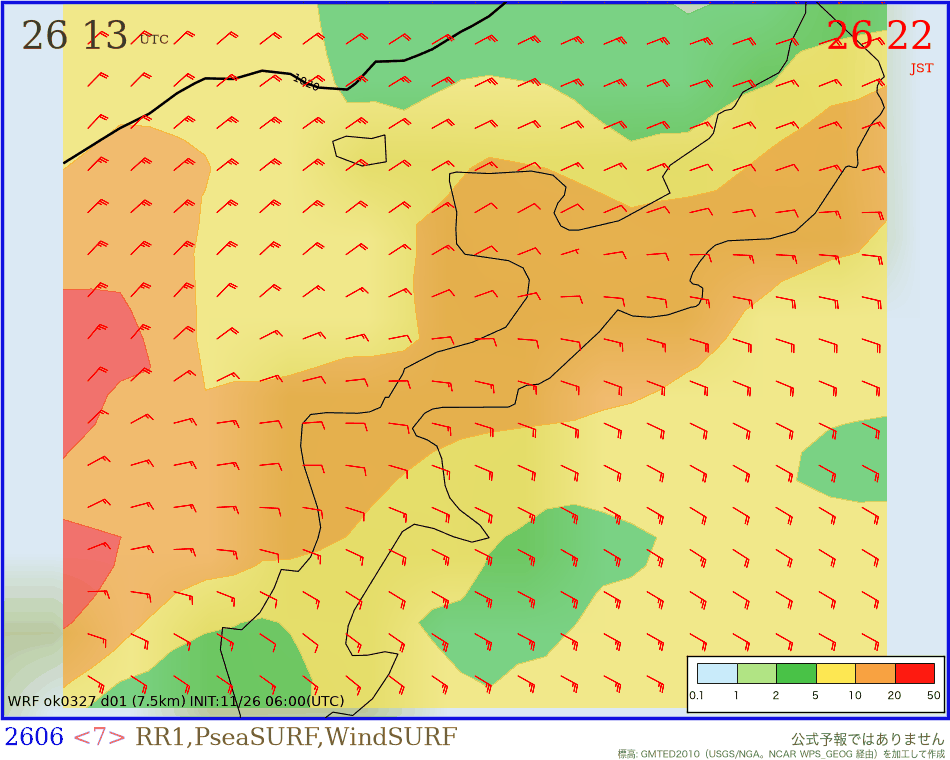 26 13 UTC
26 22
JST
1020
WRF ok0327 d01 (7.5km) INIT:11/26 06:00(UTC)
0.1 1 2 5 10 20 50
2606 <7> RR1,PseaSURF,WindSURF
公式予報ではありません
標高: GMTED2010（USGS/NGA。NCAR WPS_GEOG 経由）を加工して作成